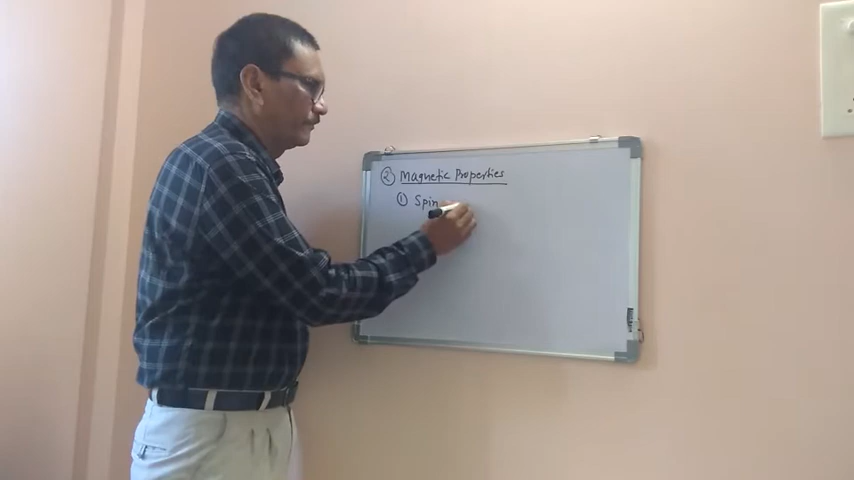 ② Magnetic Properties
① Spin